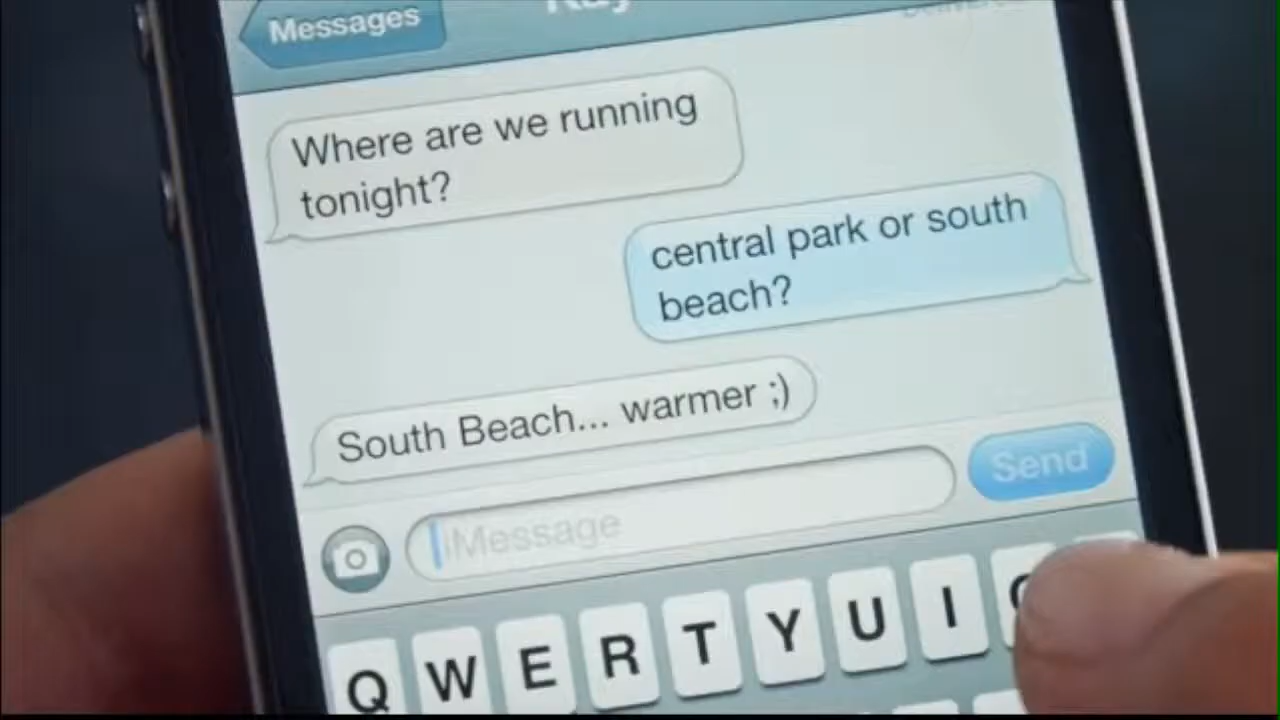 Messages
Where are we running
tonight?
central park or south
beach?
South Beach... warmer ;)
iMessage
Send
Q W E R T Y U I